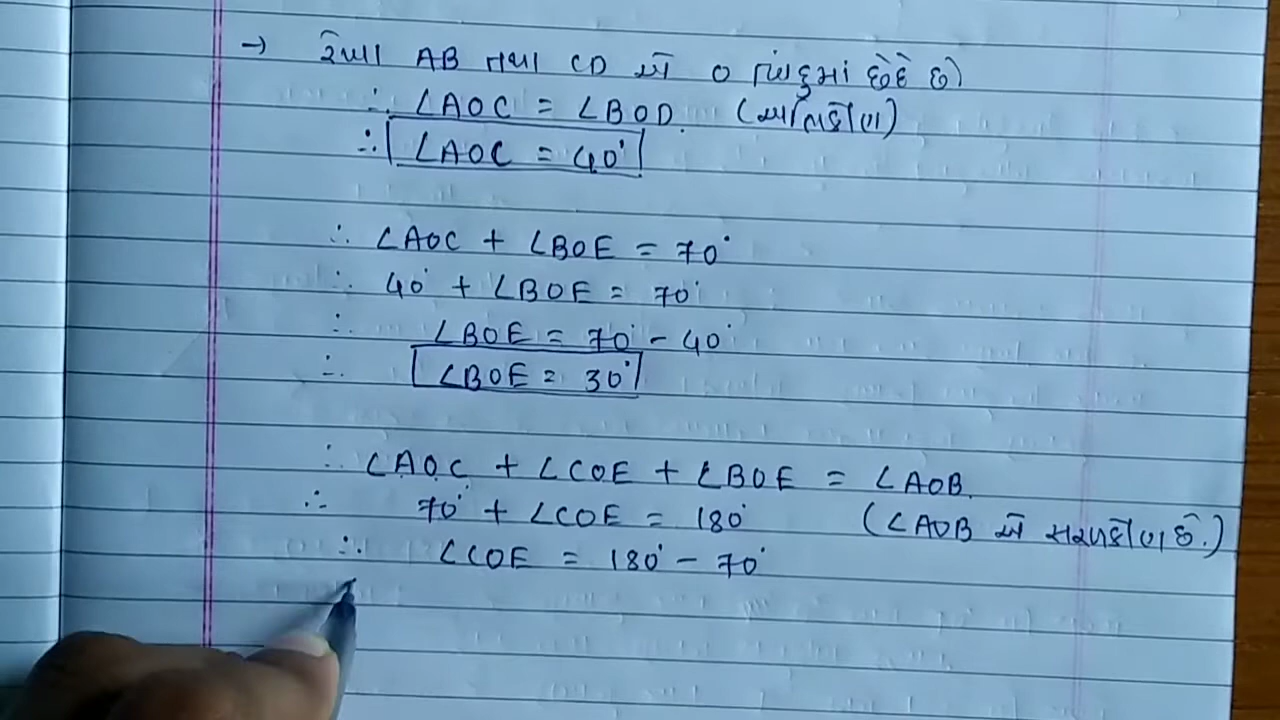 → રેખા AB તથા CD એ O બિંદુમાં છેદે છે
∴ ∠AOC = ∠BOD. (અભિકોણ)
∴ ∠AOC = 40°
∴ ∠AOC + ∠BOE = 70°
∴ 40° + ∠BOE = 70°
∴ ∠BOE = 70° - 40°
∴ ∠BOE = 30°
∴ ∠AOC + ∠COE + ∠BOE = ∠AOB.
∴ 70° + ∠COE = 180° (∠AOB એ સરળકોણ છે.)
∴ ∠COE = 180° - 70°